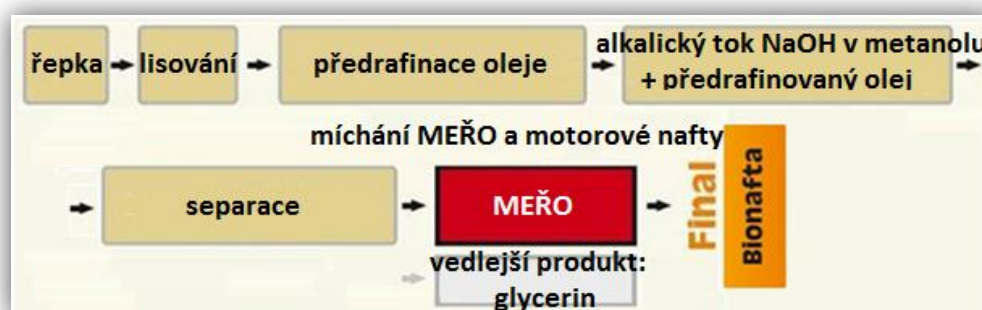 řepka
lisování
předrafinace oleje
alkalický tok NaOH v metanolu
+ předrafinovaný olej
míchání MEŘO a motorové nafty
separace
MEŘO
Final
Bionafta
vedlejší produkt:
glycerin